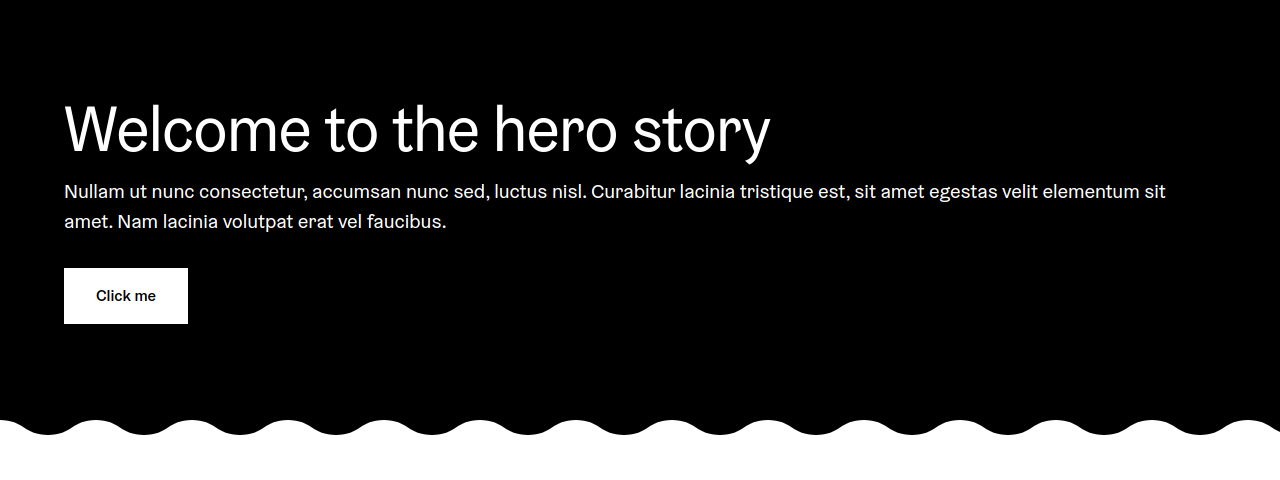 Welcome to the hero story
Nullam ut nunc consectetur, accumsan nunc sed, luctus nisl. Curabitur lacinia tristique est, sit amet egestas velit elementum sit
amet. Nam lacinia volutpat erat vel faucibus.
Click me